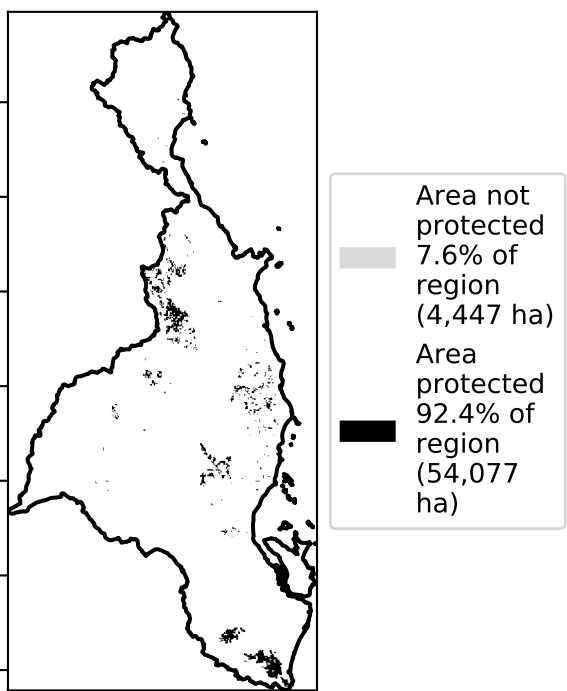 Area not
protected
7.6% of
region
(4,447 ha)
Area
protected
92.4% of
region
(54,077
ha)